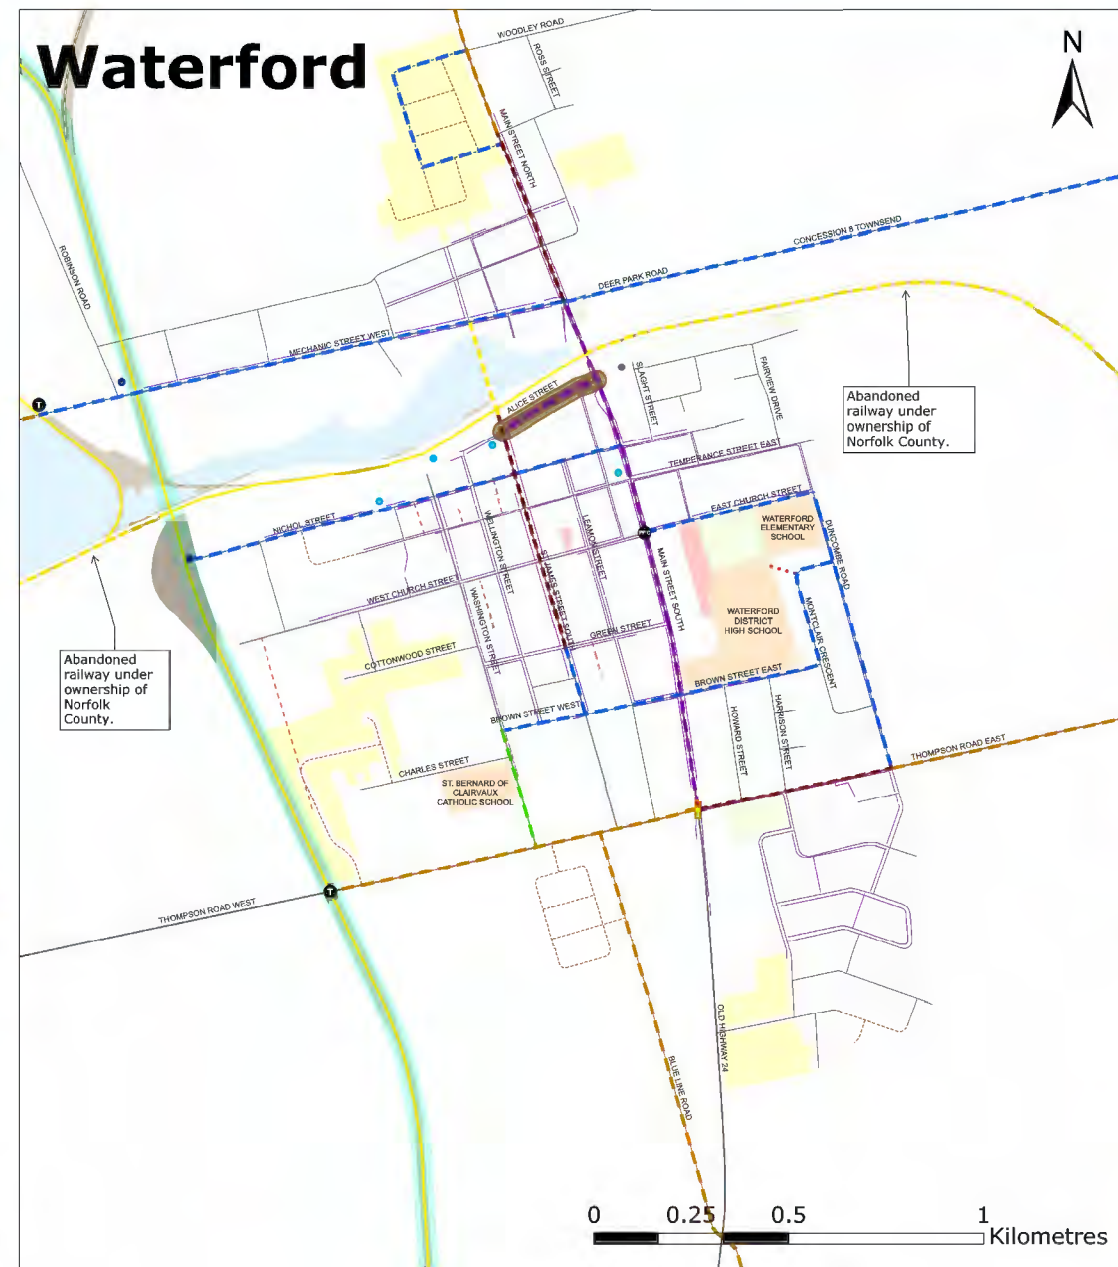 Waterford
N
WOODLEY ROAD
ROSS STREET
MAIN STREET NORTH
CONCESSION 8 TOWNSEND
DEER PARK ROAD
ROBINSON ROAD
MECHANIC STREET WEST
ALICE STREET
SLAGHT STREET
FAIRVIEW DRIVE
Abandoned
railway under
ownership of
Norfolk County.
T
TEMPERANCE STREET EAST
EAST CHURCH STREET
NICHOL STREET
WELLINGTON STREET
LEAMON STREET
WATERFORD
ELEMENTARY
SCHOOL
DUNCOMBE ROAD
ST. JAMES STREET SOUTH
MAIN STREET SOUTH
WEST CHURCH STREET
WASHINGTON STREET
WATERFORD
DISTRICT
HIGH SCHOOL
MONTCLAIR CRESCENT
GREEN STREET
COTTONWOOD STREET
Abandoned
railway under
ownership of
Norfolk
County.
BROWN STREET EAST
BROWN STREET WEST
HOWARD STREET
HARRISON STREET
CHARLES STREET
THOMPSON ROAD EAST
ST. BERNARD OF
CLAIRVAUX
CATHOLIC SCHOOL
T
THOMPSON ROAD WEST
OLD HIGHWAY 24
BLUE LINE ROAD
0 0.25 0.5 1
Kilometres